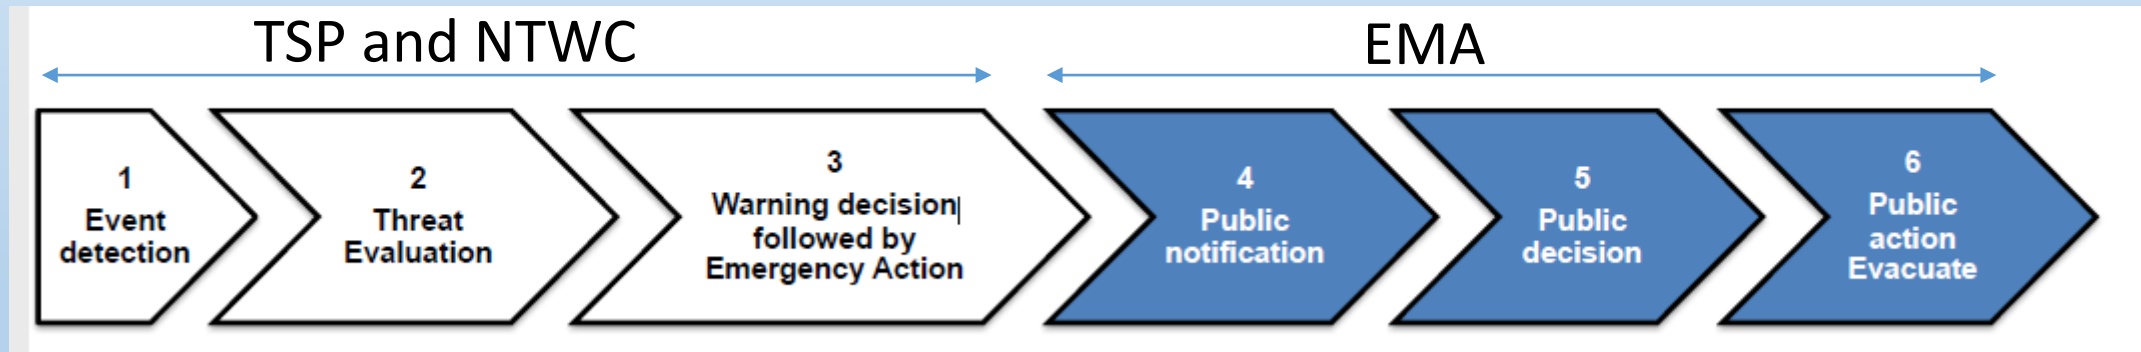 TSP and NTWC
EMA
1
Event
detection
2
Threat
Evaluation
3
Warning decision
followed by
Emergency Action
4
Public
notification
5
Public
decision
6
Public
action
Evacuate